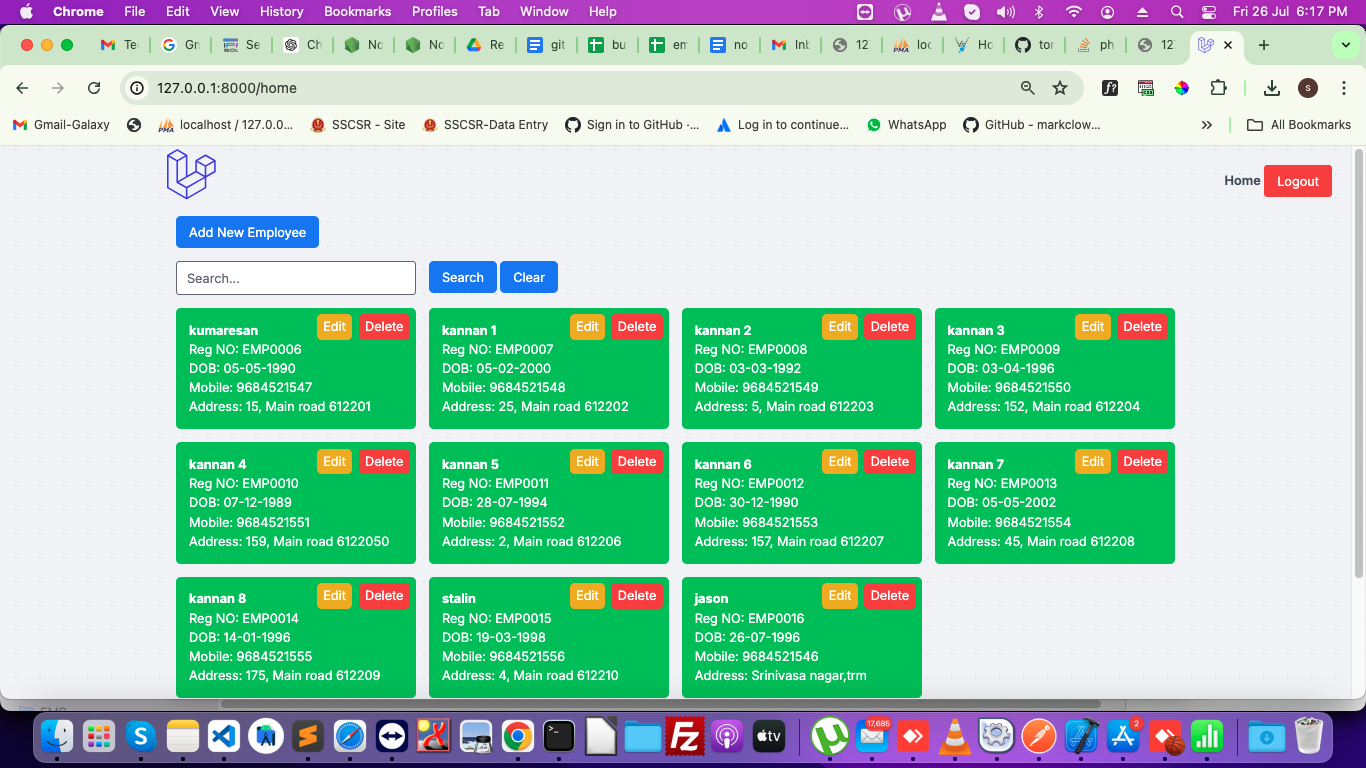 Chrome File Edit View History Bookmarks Profiles Tab Window Help Fri 26 Jul 6:17 PM
Te Gn Se Ch No No Re git bu em no Inb 12 loc Ho tor ph 12
127.0.0.1:8000/home
Gmail-Galaxy localhost / 127.0.0... SSCSR - Site SSCSR-Data Entry Sign in to GitHub ·... Log in to continue... WhatsApp GitHub - markclow... » All Bookmarks
Home Logout
Add New Employee
Search... Search Clear
kumaresan Edit Delete
Reg NO: EMP0006
DOB: 05-05-1990
Mobile: 9684521547
Address: 15, Main road 612201
kannan 1 Edit Delete
Reg NO: EMP0007
DOB: 05-02-2000
Mobile: 9684521548
Address: 25, Main road 612202
kannan 2 Edit Delete
Reg NO: EMP0008
DOB: 03-03-1992
Mobile: 9684521549
Address: 5, Main road 612203
kannan 3 Edit Delete
Reg NO: EMP0009
DOB: 03-04-1996
Mobile: 9684521550
Address: 152, Main road 612204
kannan 4 Edit Delete
Reg NO: EMP0010
DOB: 07-12-1989
Mobile: 9684521551
Address: 159, Main road 6122050
kannan 5 Edit Delete
Reg NO: EMP0011
DOB: 28-07-1994
Mobile: 9684521552
Address: 2, Main road 612206
kannan 6 Edit Delete
Reg NO: EMP0012
DOB: 30-12-1990
Mobile: 9684521553
Address: 157, Main road 612207
kannan 7 Edit Delete
Reg NO: EMP0013
DOB: 05-05-2002
Mobile: 9684521554
Address: 45, Main road 612208
kannan 8 Edit Delete
Reg NO: EMP0014
DOB: 14-01-1996
Mobile: 9684521555
Address: 175, Main road 612209
stalin Edit Delete
Reg NO: EMP0015
DOB: 19-03-1998
Mobile: 9684521556
Address: 4, Main road 612210
jason Edit Delete
Reg NO: EMP0016
DOB: 26-07-1996
Mobile: 9684521546
Address: Srinivasa nagar,trm
tv 17,685 2